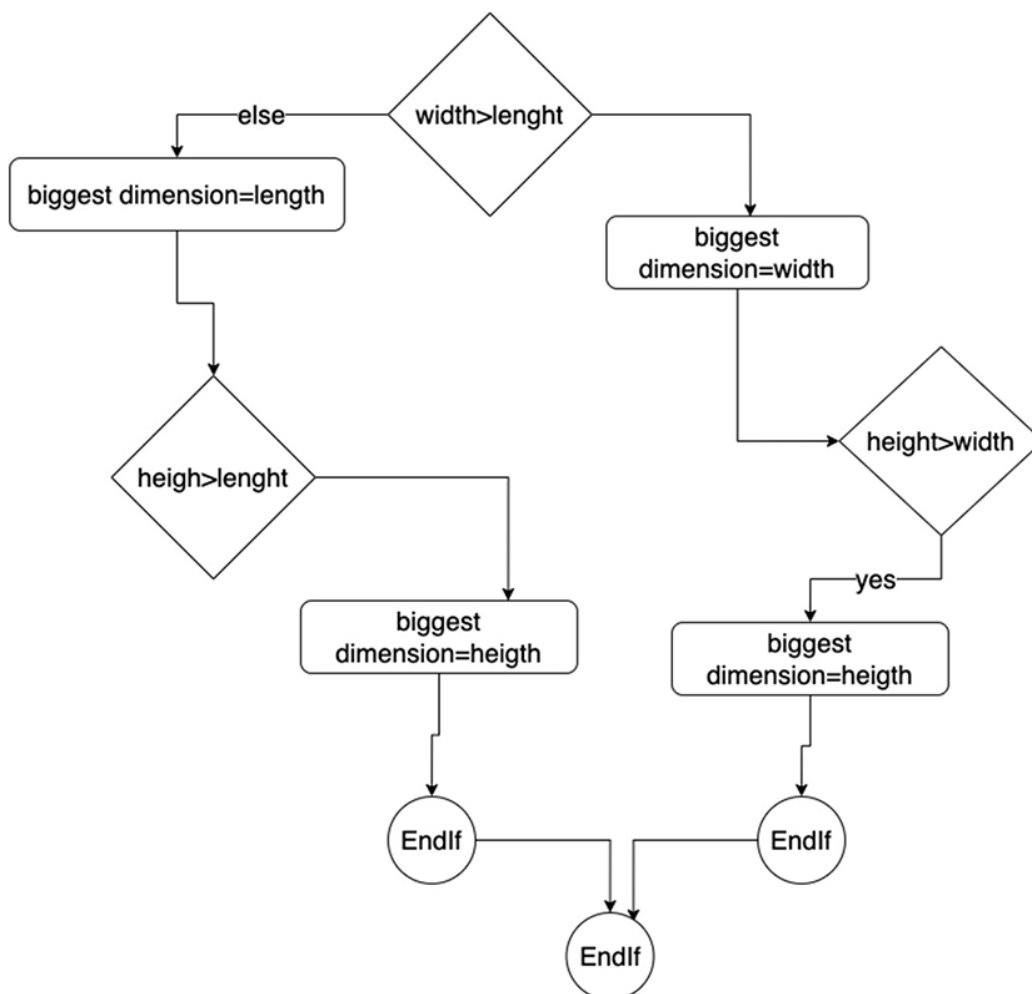 width>lenght
else
biggest dimension=length
biggest
dimension=width
height>width
heigh>lenght
yes
biggest
dimension=heigth
biggest
dimension=heigth
EndIf
EndIf
EndIf